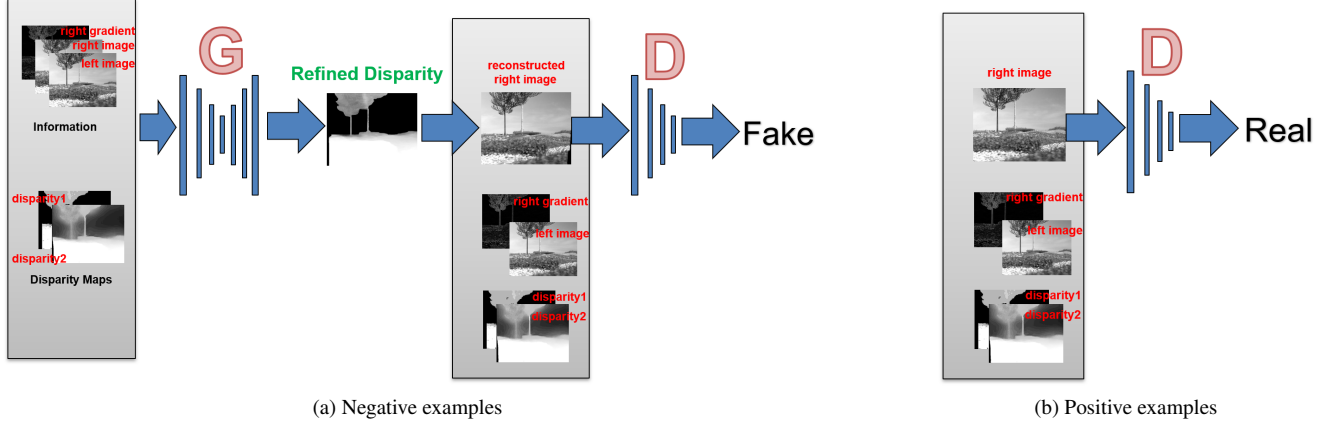 right gradient
right image
left image
Information
disparity1
disparity2
Disparity Maps
G
Refined Disparity
reconstructed
right image
right gradient
left image
disparity1
disparity2
D
Fake
(a) Negative examples
right image
right gradient
left image
disparity1
disparity2
D
Real
(b) Positive examples